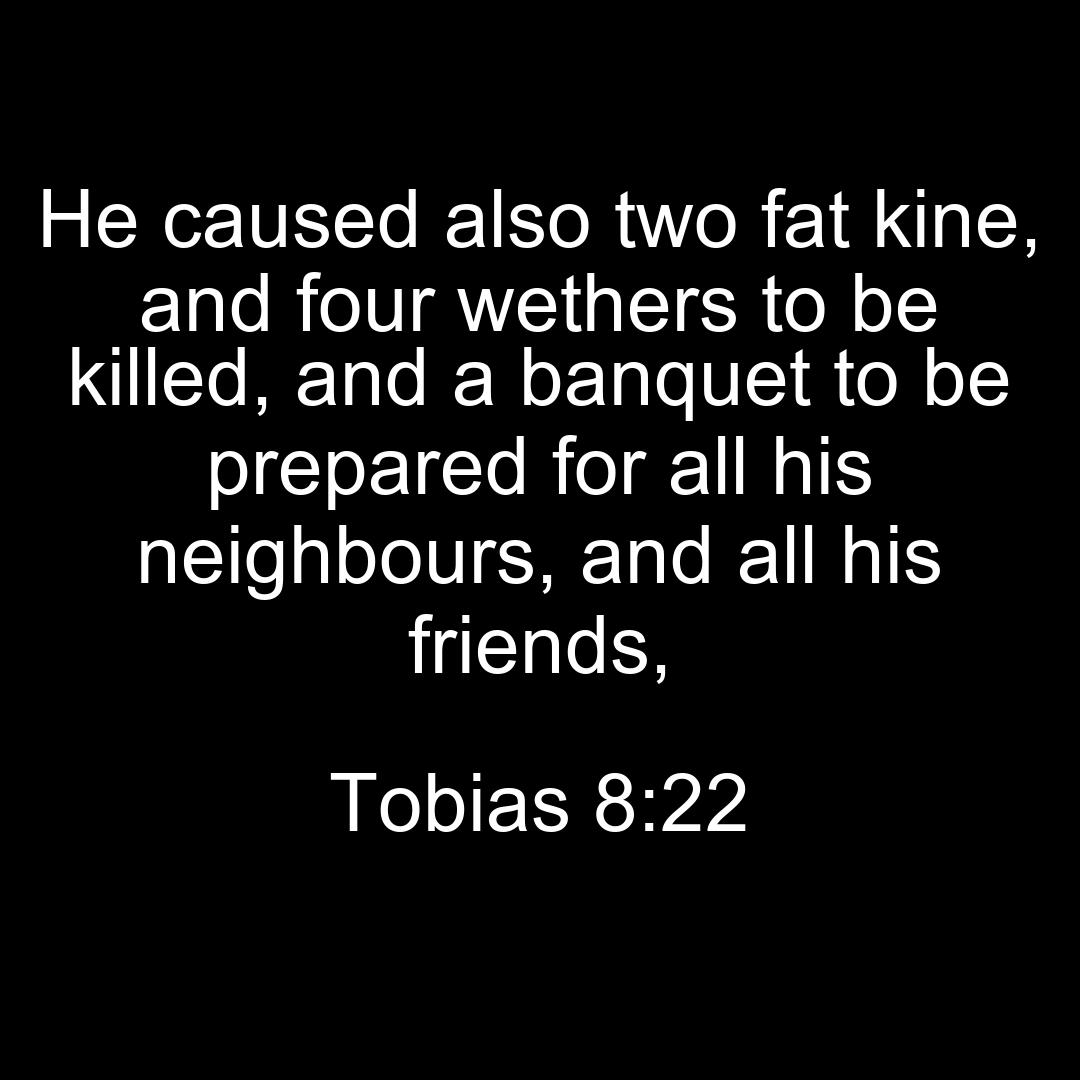 He caused also two fat kine,
and four wethers to be
killed, and a banquet to be
prepared for all his
neighbours, and all his
friends,
Tobias 8:22